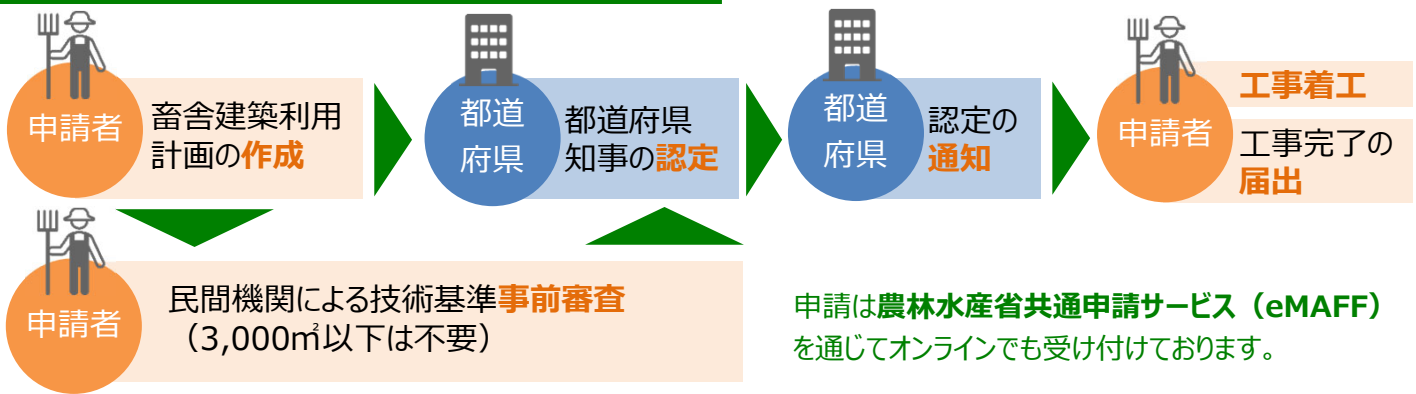 申請者
畜舎建築利用
計画の作成
都道
府県
都道府県
知事の認定
都道
府県
認定の
通知
申請者
工事着工
工事完了の
届出
申請者
民間機関による技術基準事前審査
（3,000㎡以下は不要）
申請は農林水産省共通申請サービス（eMAFF）
を通じてオンラインでも受け付けております。